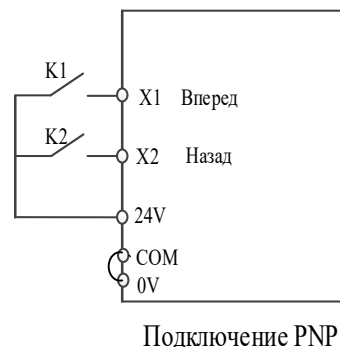 K1
X1 Вперед
K2
X2 Назад
24V
COM
0V
Подключение PNP